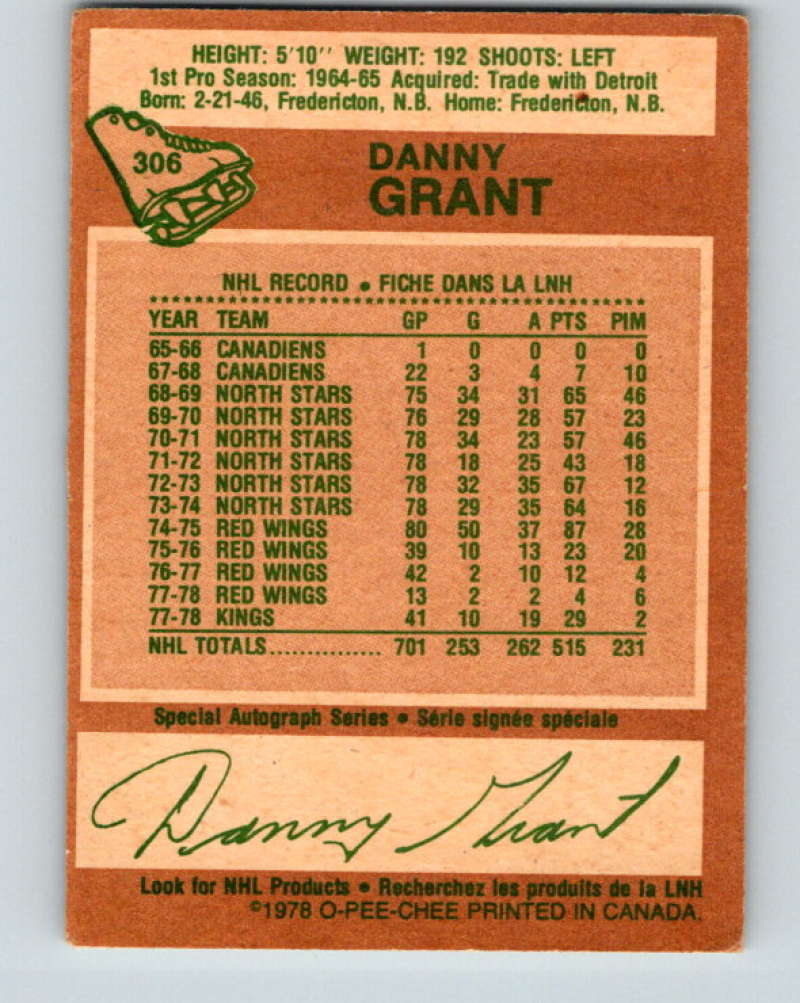 HEIGHT: 5'10'' WEIGHT: 192 SHOOTS: LEFT
1st Pro Season: 1964-65 Acquired: Trade with Detroit
Born: 2-21-46, Fredericton, N.B. Home: Fredericton, N.B.
306
DANNY
GRANT
NHL RECORD • FICHE DANS LA LNH
YEAR TEAM GP G A PTS PIM
65-66 CANADIENS 1 0 0 0 0
67-68 CANADIENS 22 3 4 7 10
68-69 NORTH STARS 75 34 31 65 46
69-70 NORTH STARS 76 29 28 57 23
70-71 NORTH STARS 78 34 23 57 46
71-72 NORTH STARS 78 18 25 43 18
72-73 NORTH STARS 78 32 35 67 12
73-74 NORTH STARS 78 29 35 64 16
74-75 RED WINGS 80 50 37 87 28
75-76 RED WINGS 39 10 13 23 20
76-77 RED WINGS 42 2 10 12 4
77-78 RED WINGS 13 2 2 4 6
77-78 KINGS 41 10 19 29 2
NHL TOTALS............... 701 253 262 515 231
Special Autograph Series • Série signée spéciale
Danny Grant
Look for NHL Products • Recherchez les produits de la LNH
©1978 O-PEE-CHEE PRINTED IN CANADA.